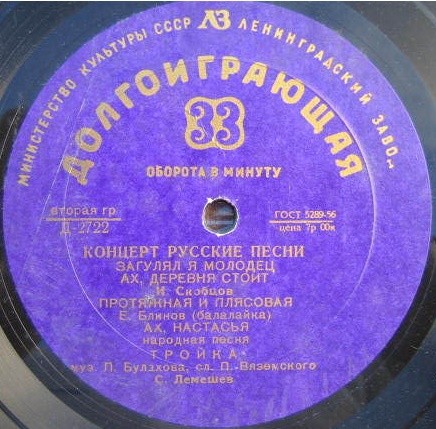 МИНИСТЕРСТВО КУЛЬТУРЫ СССР ЛЗ ЛЕНИНГРАДСКИЙ ЗАВОД
ДОЛГОИГРАЮЩАЯ
33
ОБОРОТА В МИНУТУ
вторая гр
Д-2722
ГОСТ 5289-56
цена 7р 00к
КОНЦЕРТ РУССКИЕ ПЕСНИ
ЗАГУЛЯЛ Я МОЛОДЕЦ
АХ, ДЕРЕВНЯ СТОИТ
И. Скобцов
ПРОТЯЖНАЯ И ПЛЯСОВАЯ
Е. Блинов (балалайка)
АХ, НАСТАСЬЯ
народная песня
ТРОЙКА
муз. П. Булахова, сл. П. Вяземского
С. Лемешев